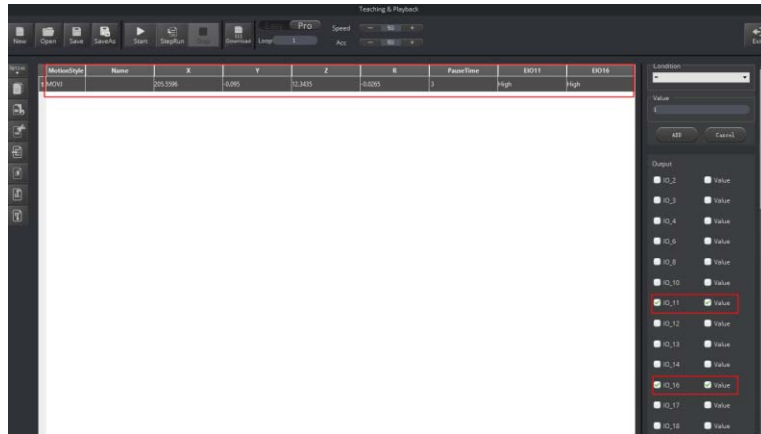 Teaching & Playback
Pro
Speed - 50 +
New Open Save SaveAs Start StepRun Download Loop 1 Acc - 50 +
MotionStyle Name X Y Z R PauseTime EIO11 EIO16
1 MOVJ 205.5596 -0.095 12.3435 -0.0265 3 High High
Condition
=
Value
1
ADD Cancel
Output
IO_2 Value
IO_3 Value
IO_4 Value
IO_6 Value
IO_8 Value
IO_10 Value
IO_11 Value
IO_12 Value
IO_13 Value
IO_14 Value
IO_16 Value
IO_17 Value
IO_18 Value